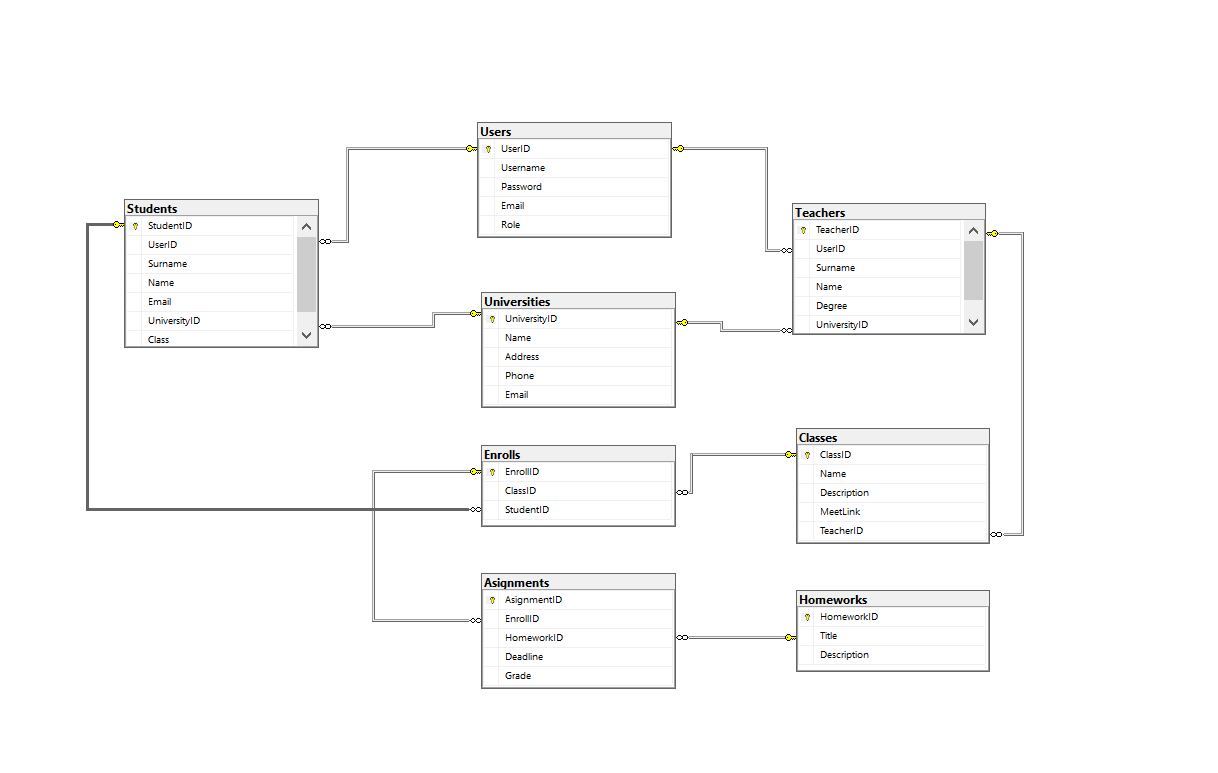 Users
UserID
Username
Password
Email
Role
Students
StudentID
UserID
Surname
Name
Email
UniversityID
Class
Teachers
TeacherID
UserID
Surname
Name
Degree
UniversityID
Universities
UniversityID
Name
Address
Phone
Email
Enrolls
EnrollID
ClassID
StudentID
Classes
ClassID
Name
Description
MeetLink
TeacherID
Asignments
AsignmentID
EnrollID
HomeworkID
Deadline
Grade
Homeworks
HomeworkID
Title
Description